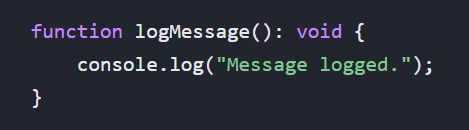 function logMessage(): void {
    console.log("Message logged.");
}